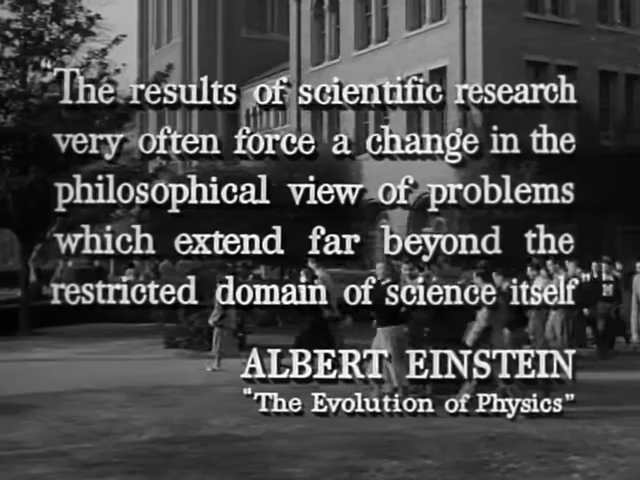 "The results of scientific research
very often force a change in the
philosophical view of problems
which extend far beyond the
restricted domain of science itself"
ALBERT EINSTEIN
"The Evolution of Physics"